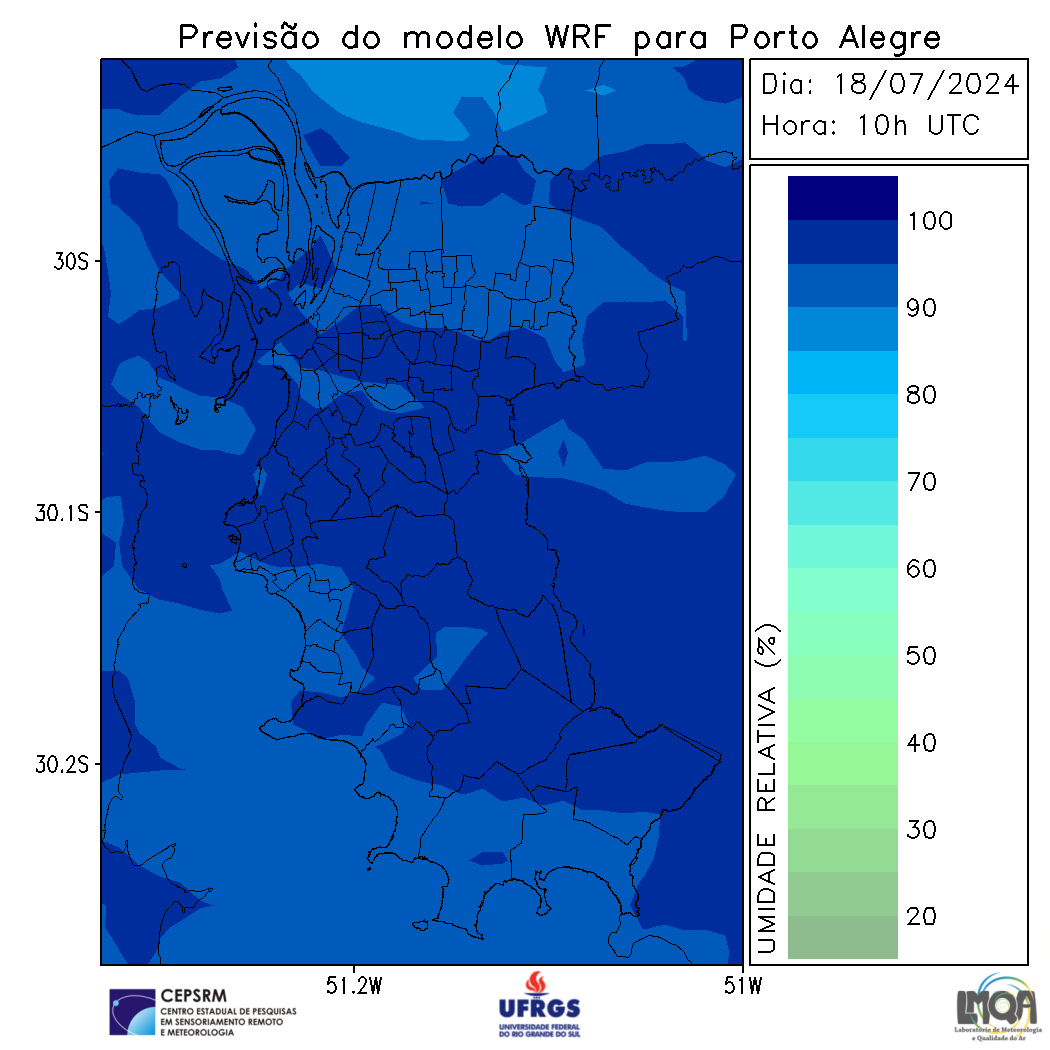 Previsão do modelo WRF para Porto Alegre
Dia: 18/07/2024
Hora: 10h UTC
100
90
80
70
60
50
40
30
20
UMIDADE RELATIVA (%)
30S
30.1S
30.2S
51.2W
51W
CEPSRM
CENTRO ESTADUAL DE PESQUISAS
EM SENSORIAMENTO REMOTO
E METEOROLOGIA
UFRGS
UNIVERSIDADE FEDERAL
DO RIO GRANDE DO SUL
LMQA
Laboratório de Meteorologia
e Qualidade do Ar